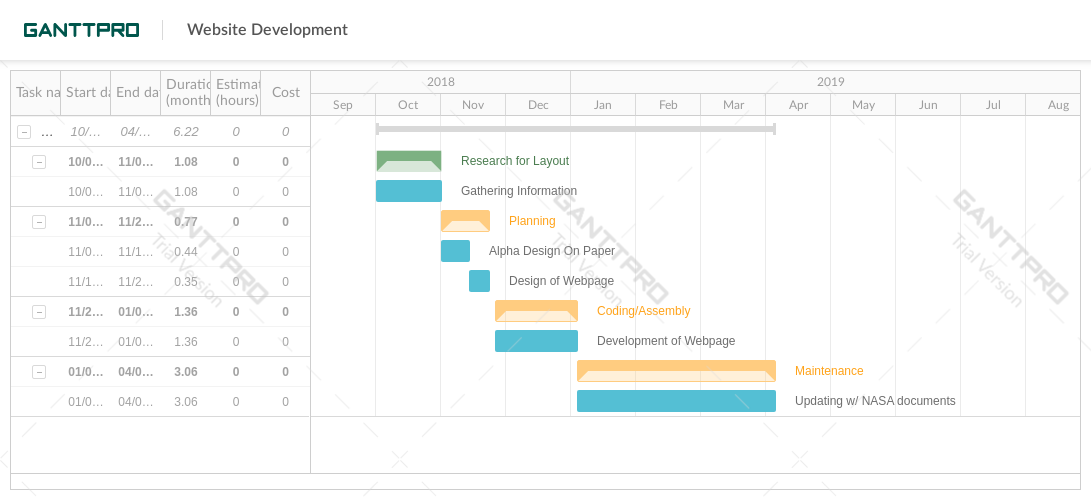 GANTTPRO Website Development
Task na Start da End da Duratic (month Estimat (hours) Cost
2018 2019
Sep Oct Nov Dec Jan Feb Mar Apr May Jun Jul Aug
... 10/... 04/... 6.22 0 0
10/0... 11/0... 1.08 0 0 Research for Layout
10/0... 11/0... 1.08 0 0 Gathering Information
11/0... 11/2... 0.77 0 0 Planning
11/0... 11/1... 0.44 0 0 Alpha Design On Paper
11/1... 11/2... 0.35 0 0 Design of Webpage
11/2... 01/0... 1.36 0 0 Coding/Assembly
11/2... 01/0... 1.36 0 0 Development of Webpage
01/0... 04/0... 3.06 0 0 Maintenance
01/0... 04/0... 3.06 0 0 Updating w/ NASA documents
GANTTPRO
Trial Version
GANTTPRO
Trial Version
GANTTPRO
Trial Version